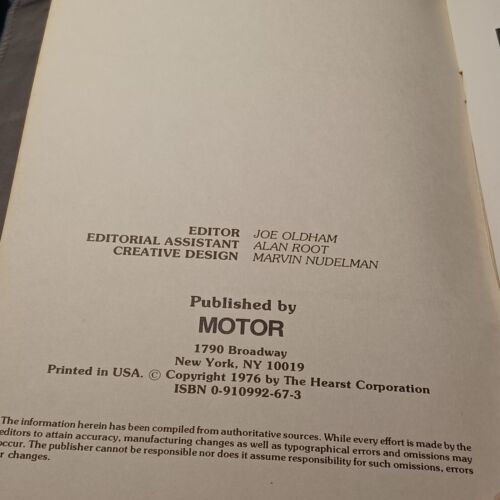 EDITOR JOE OLDHAM
EDITORIAL ASSISTANT ALAN ROOT
CREATIVE DESIGN MARVIN NUDELMAN
Published by
MOTOR
1790 Broadway
New York, NY 10019
Printed in USA. © Copyright 1976 by The Hearst Corporation
ISBN 0-910992-67-3
The information herein has been compiled from authoritative sources. While every effort is made by the
editors to attain accuracy, manufacturing changes as well as typographical errors and omissions may
occur. The publisher cannot be responsible nor does it assume responsibility for such omissions, errors
r changes.